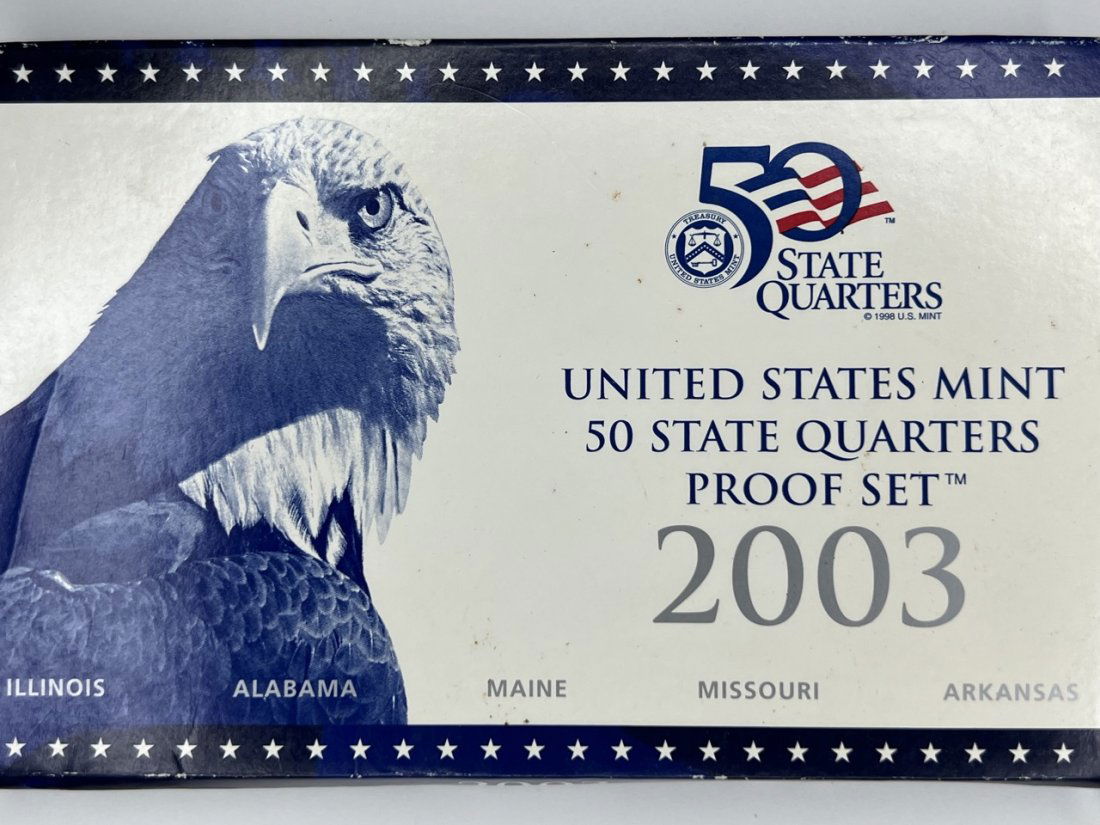 50
TREASURY
UNITED STATES MINT
™
STATE
QUARTERS
© 1998 U.S. MINT
UNITED STATES MINT
50 STATE QUARTERS
PROOF SET™
2003
ILLINOIS ALABAMA MAINE MISSOURI ARKANSAS